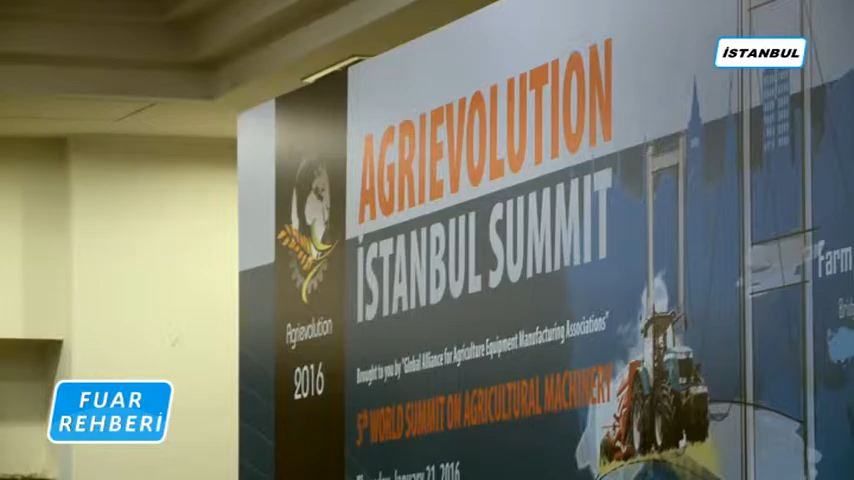 İSTANBUL
AGRIEVOLUTION
İSTANBUL SUMMIT
Farm
Agrievolution
2016
Brought to you by "Global Alliance for Agriculture Equipment Manufacturing Associations"
5th WORLD SUMMIT ON AGRICULTURAL MACHINERY
Thursday, January 21, 2016
FUAR
REHBERİ